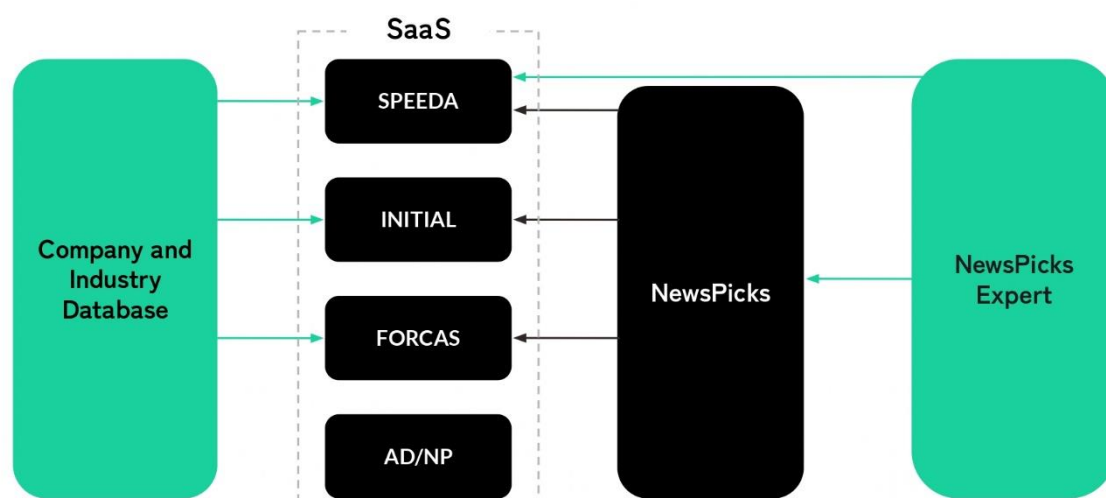 SaaS
Company and
Industry
Database
SPEEDA
INITIAL
FORCAS
AD/NP
NewsPicks
NewsPicks
Expert